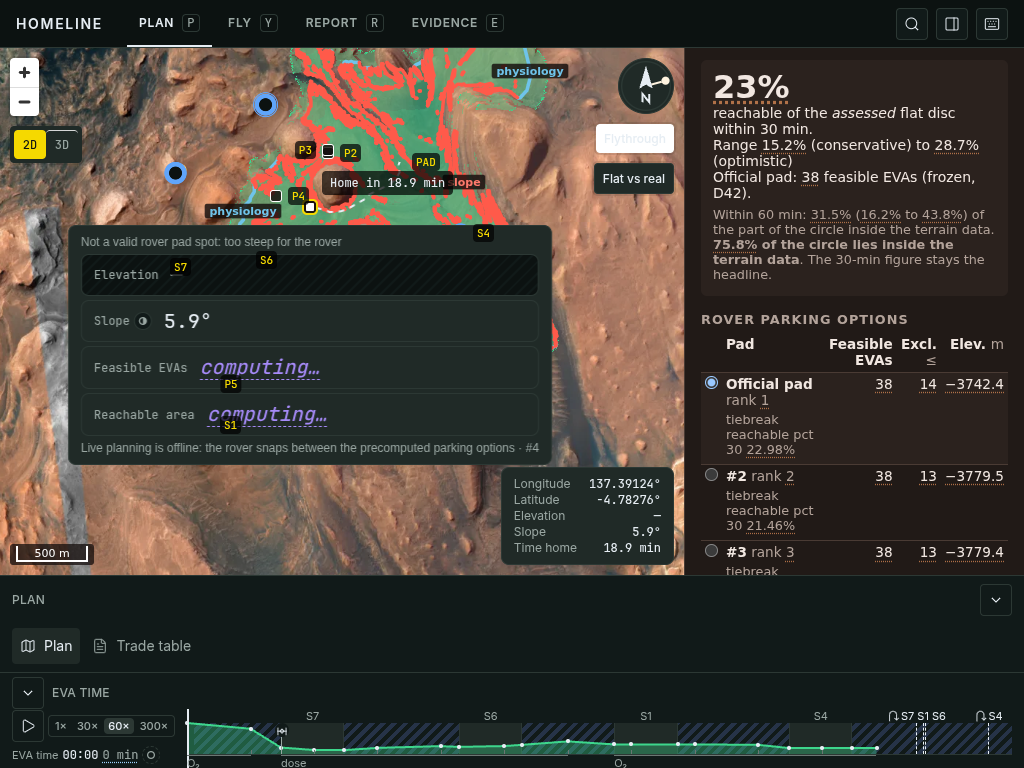 HOMELINE
PLAN P
FLY Y
REPORT R
EVIDENCE E
+
−
2D 3D
physiology
N
Flythrough
Flat vs real
P3
P2
PAD
Home in 18.9 min
slope
P4
physiology
S4
Not a valid rover pad spot: too steep for the rover
Elevation
S7
S6
Slope 5.9°
Feasible EVAs computing…
P5
Reachable area computing…
S1
Live planning is offline: the rover snaps between the precomputed parking options · #4
Longitude 137.39124°
Latitude -4.78276°
Elevation —
Slope 5.9°
Time home 18.9 min
500 m
23%
reachable of the assessed flat disc
within 30 min.
Range 15.2% (conservative) to 28.7%
(optimistic)
Official pad: 38 feasible EVAs (frozen,
D42).
Within 60 min: 31.5% (16.2% to 43.8%) of
the part of the circle inside the terrain data.
75.8% of the circle lies inside the
terrain data. The 30-min figure stays the
headline.
ROVER PARKING OPTIONS
Pad Feasible EVAs Excl. ≤ Elev. m
Official pad 38 14 −3742.4
rank 1
tiebreak
reachable pct
30 22.98%
#2 rank 2 38 13 −3779.5
tiebreak
reachable pct
30 21.46%
#3 rank 3 38 13 −3779.4
tiebreak
PLAN
Plan
Trade table
EVA TIME
1× 30× 60× 300×
EVA time 00:00 0 min
S7 S6 S1 S4 S7 S1 S6 S4
O₂ dose O₂